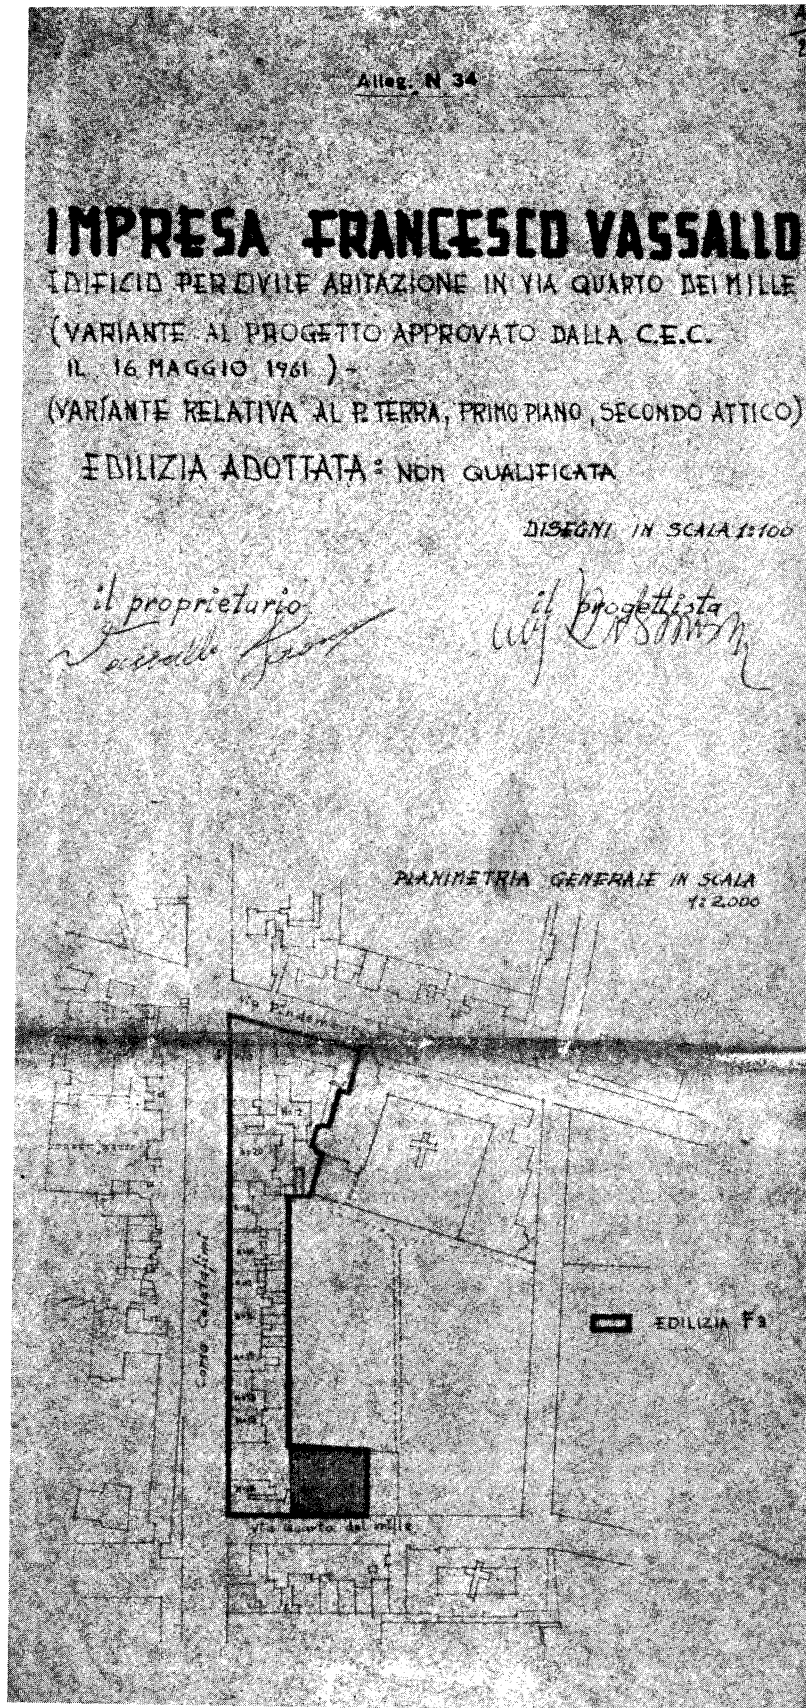 Alleg. N 34
IMPRESA FRANCESCO VASSALLO
EDIFICIO PER CIVILE ABITAZIONE IN VIA QUARTO DEI MILLE
(VARIANTE AL PROGETTO APPROVATO DALLA C.E.C.
IL 16 MAGGIO 1961) -
(VARIANTE RELATIVA AL P. TERRA, PRIMO PIANO, SECONDO ATTICO)
EDILIZIA ADOTTATA: NON QUALIFICATA
DISEGNI IN SCALA 1:100
il proprietario
il progettista
Vassallo
PLANIMETRIA GENERALE IN SCALA
1:2.000
Via Pindemonte
Corso Calatafimi
EDILIZIA F3
Via Quarto dei mille